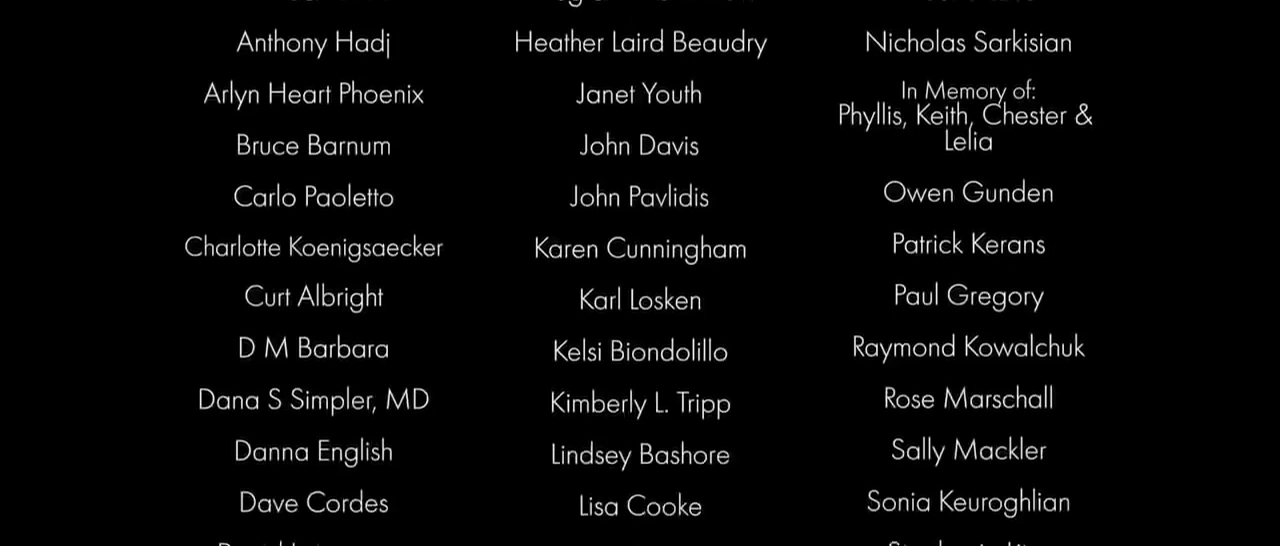 Anthony Hadj
Arlyn Heart Phoenix
Bruce Barnum
Carlo Paoletto
Charlotte Koenigsaecker
Curt Albright
D M Barbara
Dana S Simpler, MD
Danna English
Dave Cordes
Heather Laird Beaudry
Janet Youth
John Davis
John Pavlidis
Karen Cunningham
Karl Losken
Kelsi Biondolillo
Kimberly L. Tripp
Lindsey Bashore
Lisa Cooke
Nicholas Sarkisian
In Memory of:
Phyllis, Keith, Chester &
Lelia
Owen Gunden
Patrick Kerans
Paul Gregory
Raymond Kowalchuk
Rose Marschall
Sally Mackler
Sonia Keuroghlian